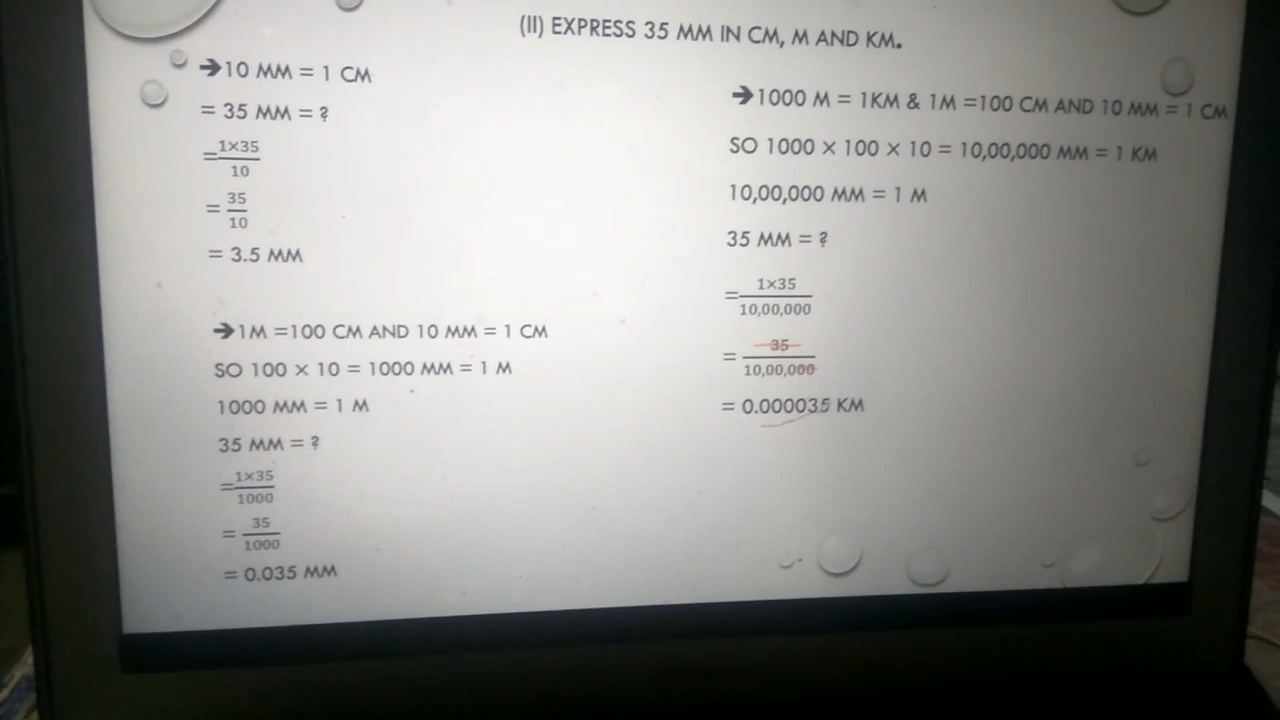 (II) EXPRESS 35 MM IN CM, M AND KM.
➔10 MM = 1 CM
= 35 MM = ?
=1×35/10
= 35/10
= 3.5 MM
➔1M =100 CM AND 10 MM = 1 CM
SO 100 × 10 = 1000 MM = 1 M
1000 MM = 1 M
35 MM = ?
=1×35/1000
= 35/1000
= 0.035 MM
➔1000 M = 1KM & 1M =100 CM AND 10 MM = 1 CM
SO 1000 × 100 × 10 = 10,00,000 MM = 1 KM
10,00,000 MM = 1 M
35 MM = ?
=1×35/10,00,000
= 35/10,00,000
= 0.000035 KM